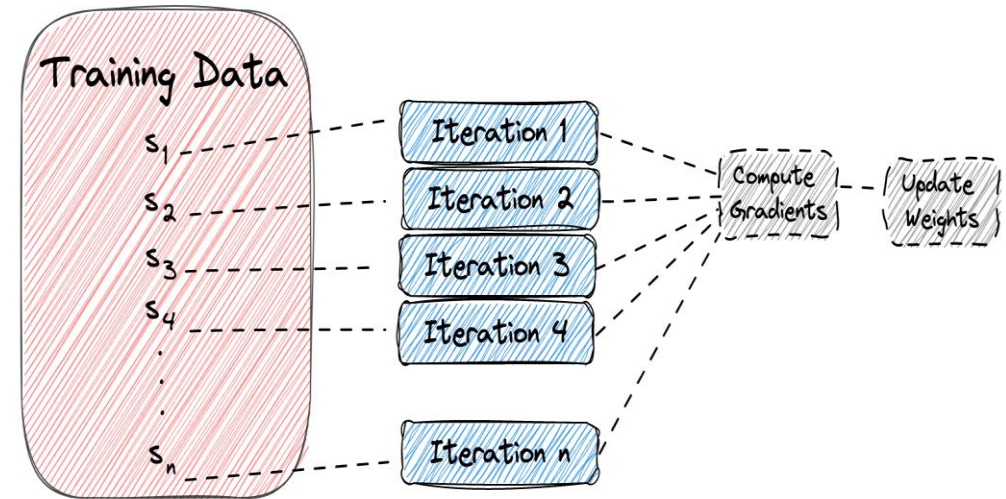 Training Data
s1
Iteration 1
s2
Iteration 2
s3
Iteration 3
s4
Iteration 4
.
.
.
sn
Iteration n
Compute
Gradients
Update
Weights